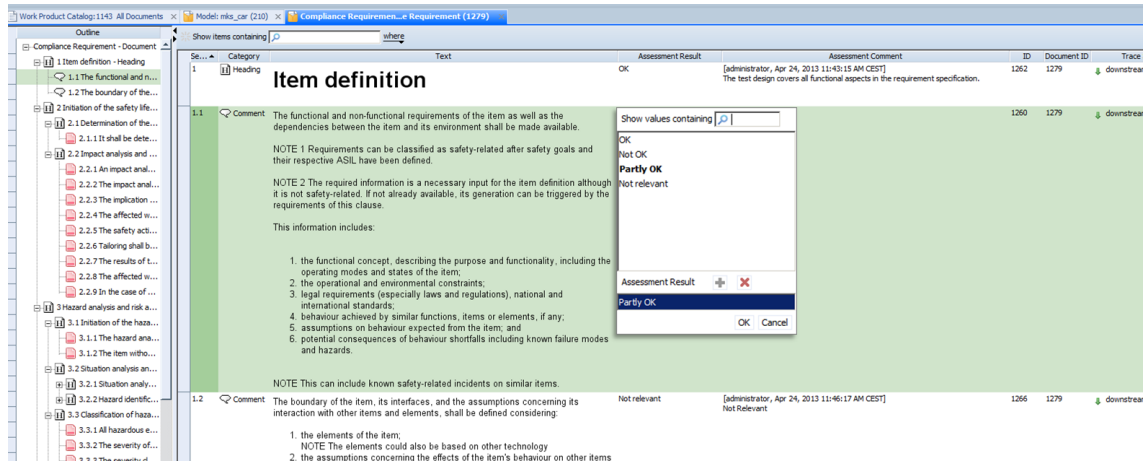 Work Product Catalog:1143 All Documents
Model: mks_car (210)
Compliance Requiremen...e Requirement (1279)
Outline
Show items containing
where
Compliance Requirement - Document
1 Item definition - Heading
1.1 The functional and n...
1.2 The boundary of the...
2 Initiation of the safety life...
2.1 Determination of the...
2.1.1 It shall be dete...
2.2 Impact analysis and ...
2.2.1 An impact anal...
2.2.2 The impact anal...
2.2.3 The implication ...
2.2.4 The affected w...
2.2.5 The safety acti...
2.2.6 Tailoring shall b...
2.2.7 The results of t...
2.2.8 The affected w...
2.2.9 In the case of ...
3 Hazard analysis and risk a...
3.1 Initiation of the haza...
3.1.1 The hazard ana...
3.1.2 The item witho...
3.2 Situation analysis an...
3.2.1 Situation analy...
3.2.2 Hazard identific...
3.3 Classification of haza...
3.3.1 All hazardous e...
3.3.2 The severity of...
Se... Category Text Assessment Result Assessment Comment ID Document ID Trace
1 Heading Item definition OK [administrator, Apr 24, 2013 11:43:15 AM CEST] 1262 1279 downstream
The test design covers all functional aspects in the requirement specification.
1.1 Comment The functional and non-functional requirements of the item as well as the 1260 1279 downstream
dependencies between the item and its environment shall be made available.
NOTE 1 Requirements can be classified as safety-related after safety goals and
their respective ASIL have been defined.
NOTE 2 The required information is a necessary input for the item definition although
it is not safety-related. If not already available, its generation can be triggered by the
requirements of this clause.
This information includes:
1. the functional concept, describing the purpose and functionality, including the
operating modes and states of the item;
2. the operational and environmental constraints;
3. legal requirements (especially laws and regulations), national and
international standards;
4. behaviour achieved by similar functions, items or elements, if any;
5. assumptions on behaviour expected from the item; and
6. potential consequences of behaviour shortfalls including known failure modes
and hazards.
NOTE This can include known safety-related incidents on similar items.
Show values containing
OK
Not OK
Partly OK
Not relevant
Assessment Result
Partly OK
OK Cancel
1.2 Comment The boundary of the item, its interfaces, and the assumptions concerning its Not relevant [administrator, Apr 24, 2013 11:46:17 AM CEST] 1266 1279 downstream
interaction with other items and elements, shall be defined considering: Not Relevant
1. the elements of the item;
NOTE The elements could also be based on other technology
2. the assumptions concerning the effects of the item's behaviour on other items